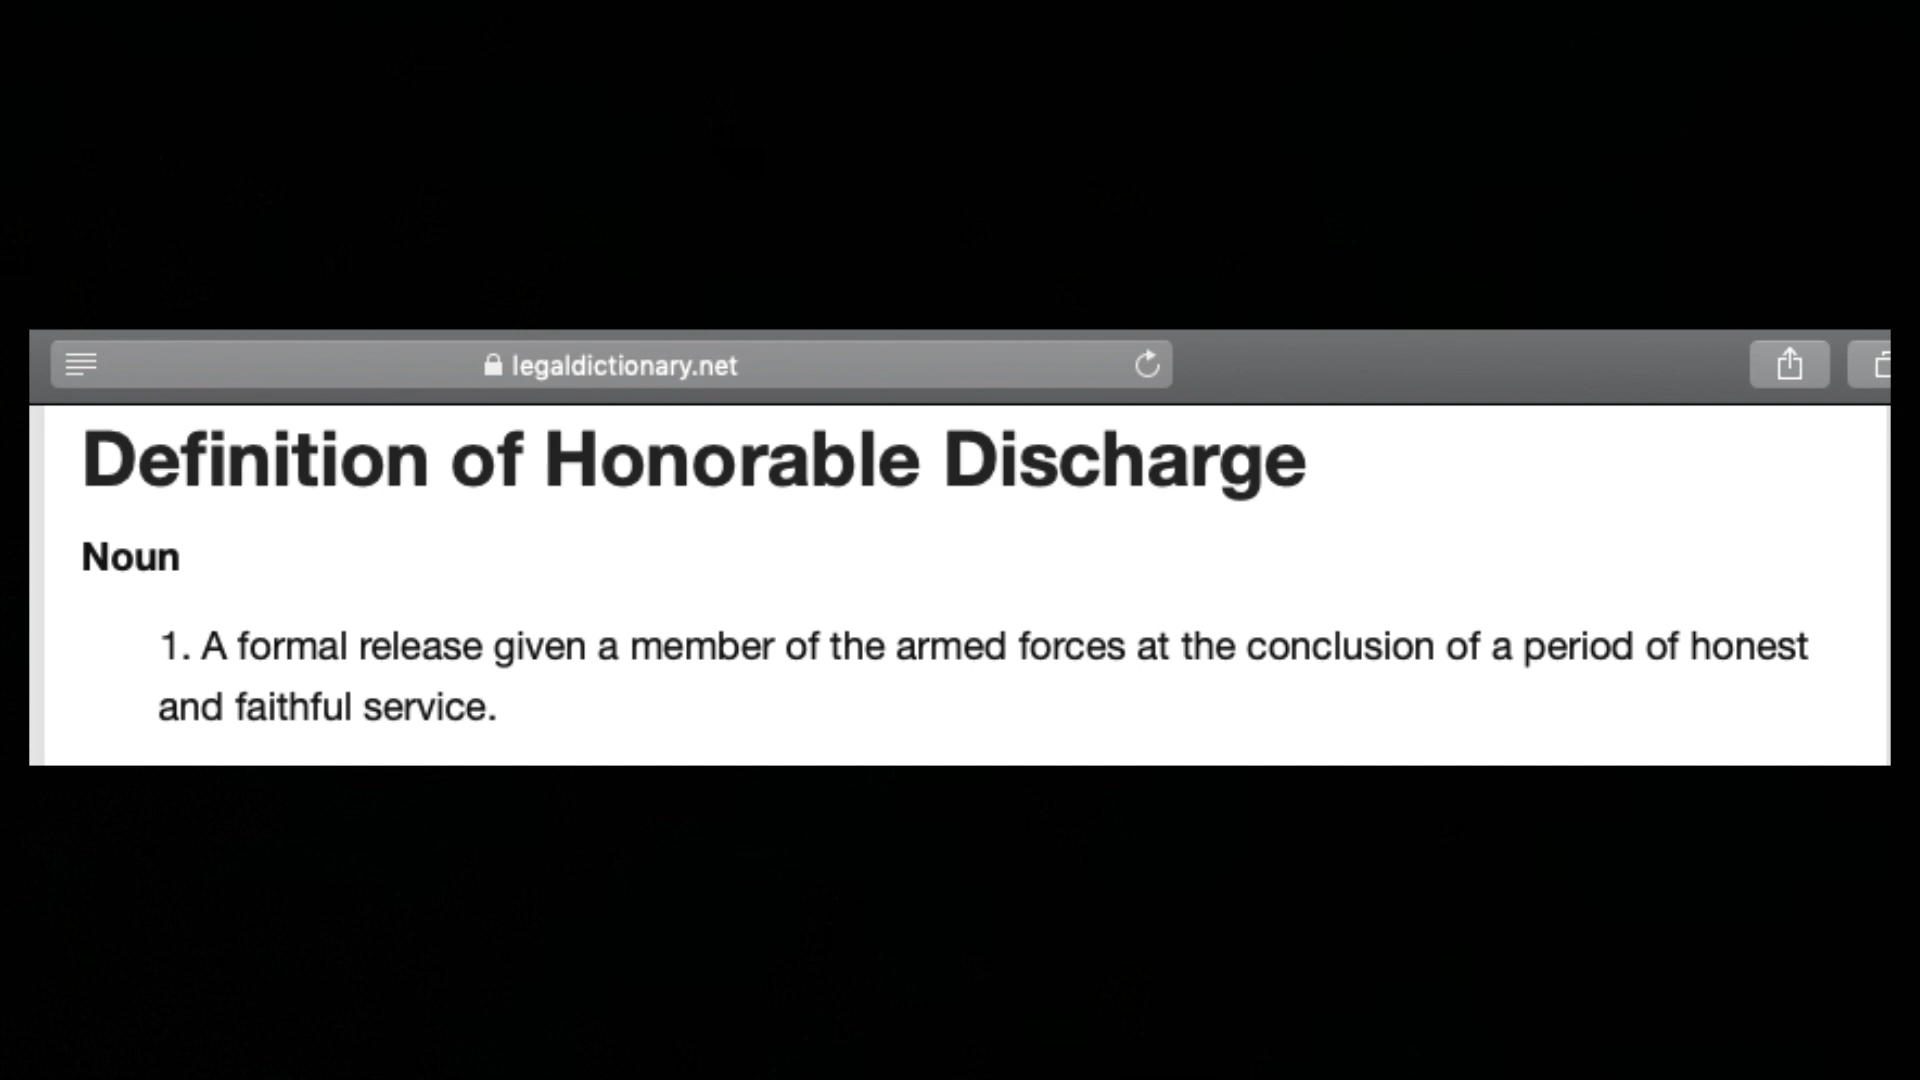 legaldictionary.net
Definition of Honorable Discharge
Noun
1. A formal release given a member of the armed forces at the conclusion of a period of honest
and faithful service.